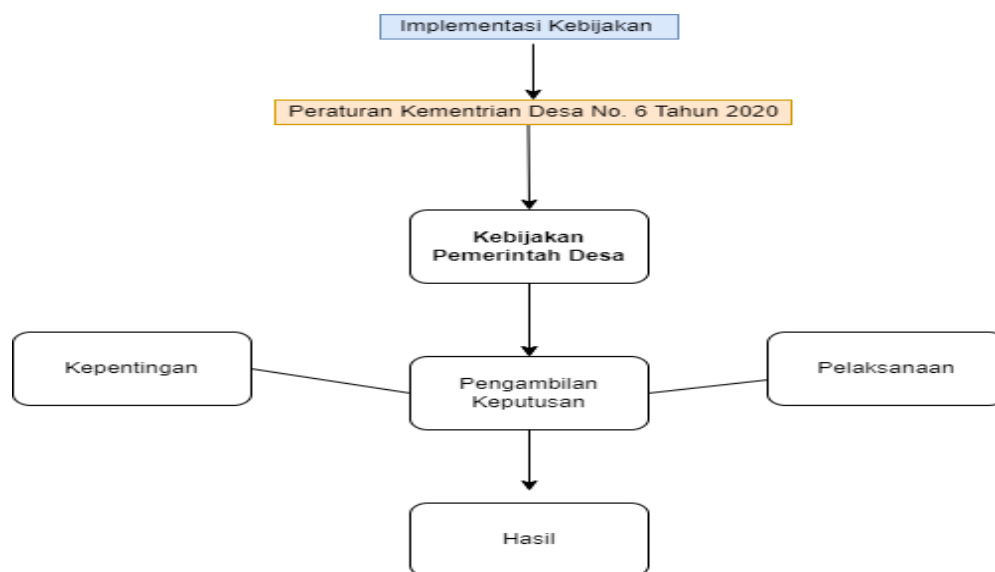 Implementasi Kebijakan
Peraturan Kementrian Desa No. 6 Tahun 2020
Kebijakan
Pemerintah Desa
Kepentingan
Pengambilan
Keputusan
Pelaksanaan
Hasil